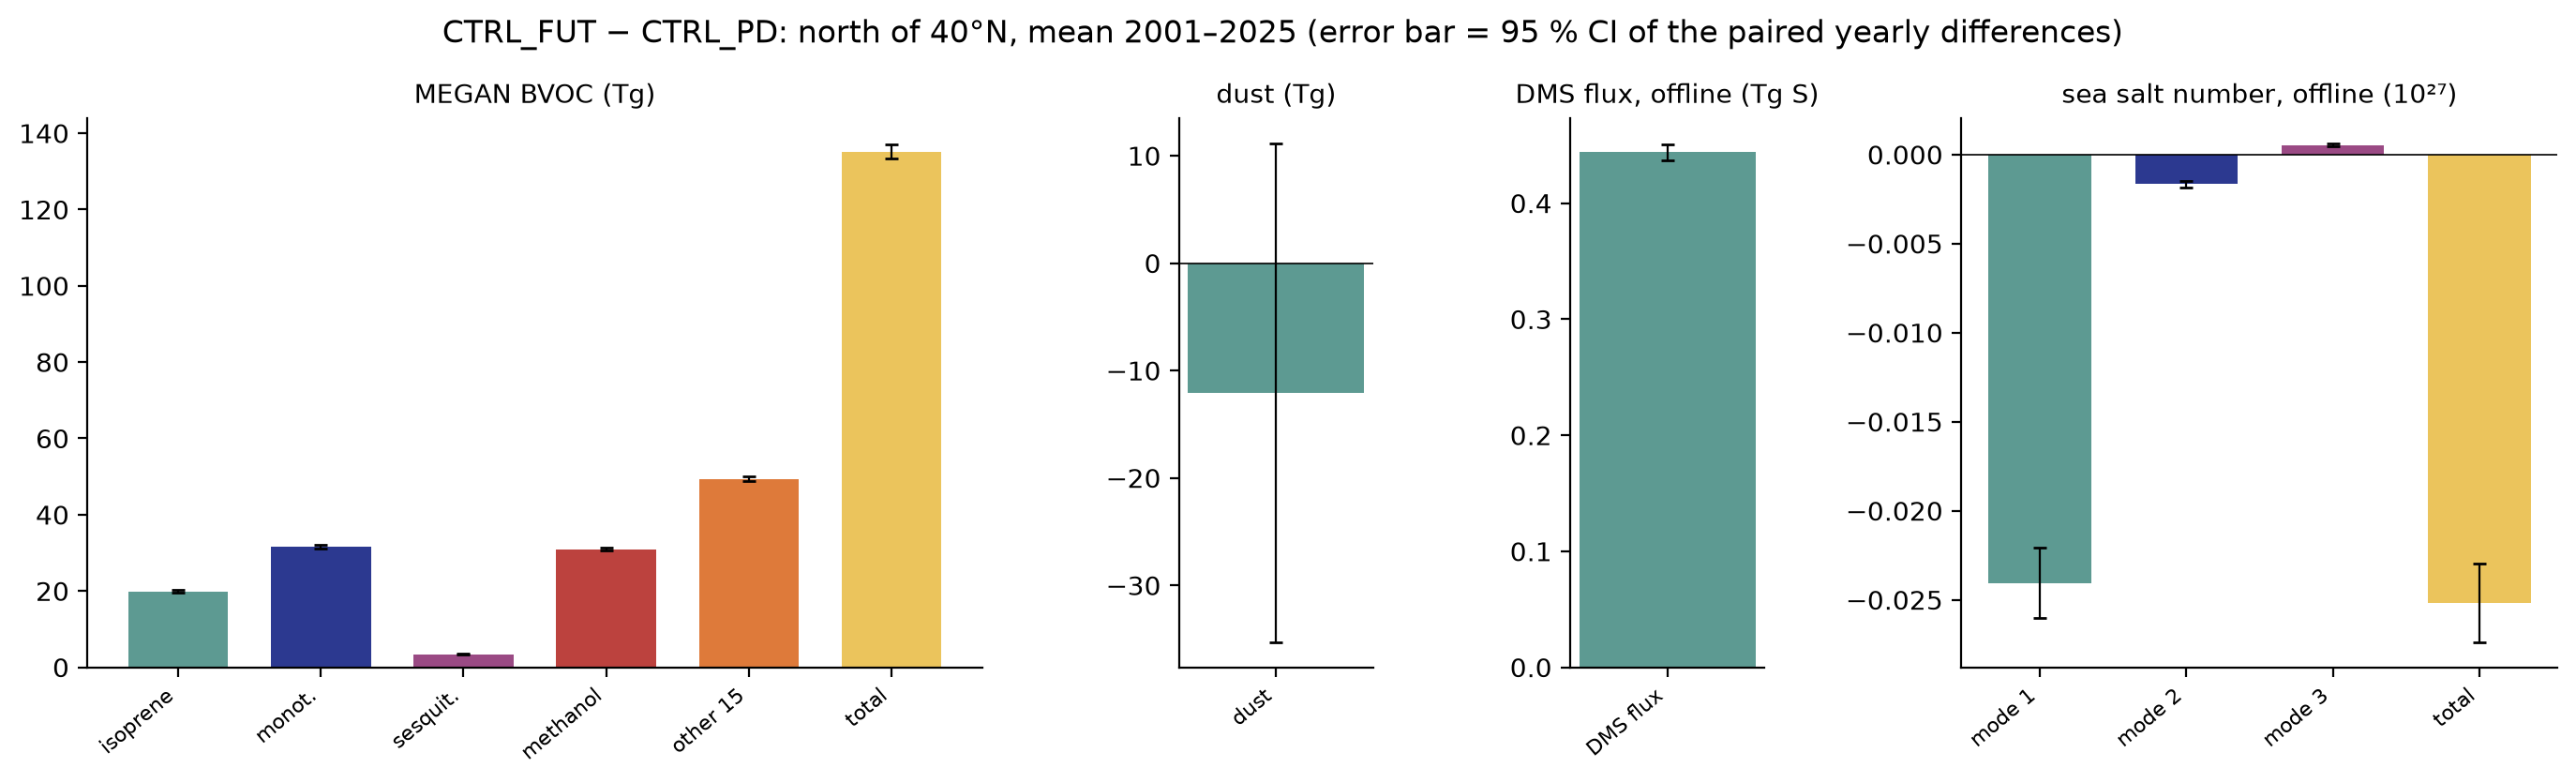 CTRL_FUT − CTRL_PD: north of 40°N, mean 2001–2025 (error bar = 95 % CI of the paired yearly differences)
MEGAN BVOC (Tg)
140
120
100
80
60
40
20
0
isoprene
monot.
sesquit.
methanol
other 15
total
dust (Tg)
10
0
−10
−20
−30
dust
DMS flux, offline (Tg S)
0.4
0.3
0.2
0.1
0.0
DMS flux
sea salt number, offline (10²⁷)
0.000
−0.005
−0.010
−0.015
−0.020
−0.025
mode 1
mode 2
mode 3
total